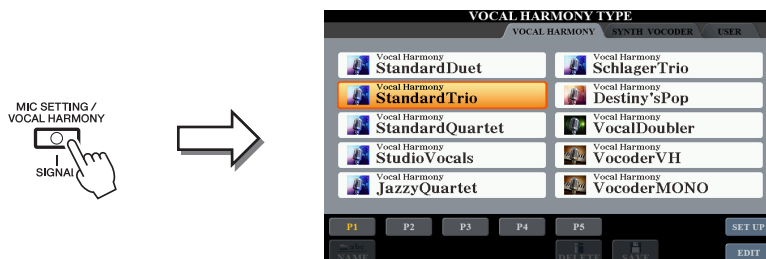 MIC SETTING /
VOCAL HARMONY
SIGNAL
VOCAL HARMONY TYPE
VOCAL HARMONY SYNTH VOCODER USER
Vocal Harmony
StandardDuet
Vocal Harmony
SchlagerTrio
Vocal Harmony
StandardTrio
Vocal Harmony
Destiny'sPop
Vocal Harmony
StandardQuartet
Vocal Harmony
VocalDoubler
Vocal Harmony
StudioVocals
Vocal Harmony
VocoderVH
Vocal Harmony
JazzyQuartet
Vocal Harmony
VocoderMONO
P1 P2 P3 P4 P5 SET UP
abc
NAME DELETE SAVE EDIT